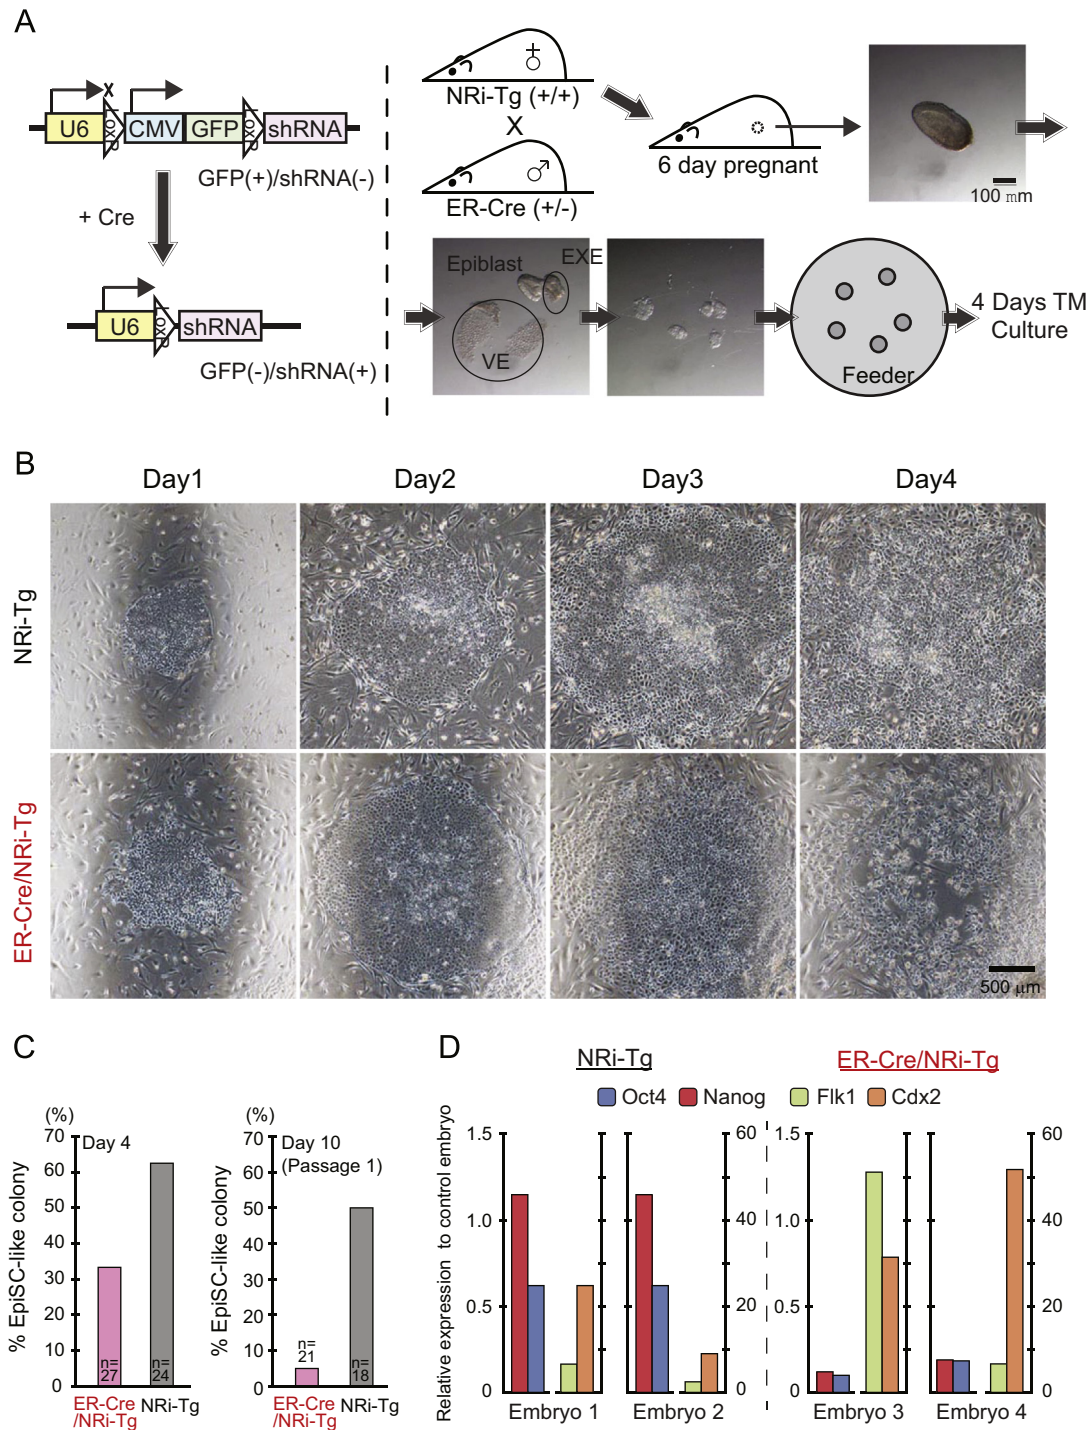 A
U6
LOXP
CMV
GFP
LOXP
shRNA
X
GFP(+)/shRNA(-)
+ Cre
U6
LOXP
shRNA
GFP(-)/shRNA(+)
NRi-Tg (+/+)
X
ER-Cre (+/-)
6 day pregnant
100 mm
Epiblast
EXE
VE
Feeder
4 Days TM
Culture
B
Day1
Day2
Day3
Day4
NRi-Tg
ER-Cre/NRi-Tg
500 μm
C
(%)
Day 4
% EpiSC-like colony
70
60
50
40
30
20
10
0
n=
27
n=
24
ER-Cre
/NRi-Tg
NRi-Tg
(%)
Day 10
(Passage 1)
% EpiSC-like colony
70
60
50
40
30
20
10
0
n=
21
n=
18
ER-Cre
/NRi-Tg
NRi-Tg
D
NRi-Tg
ER-Cre/NRi-Tg
Oct4
Nanog
Flk1
Cdx2
Relative expression to control embryo
1.5
1.0
0.5
0
60
40
20
0
1.5
1.0
0.5
0
60
40
20
0
Embryo 1
Embryo 2
Embryo 3
Embryo 4